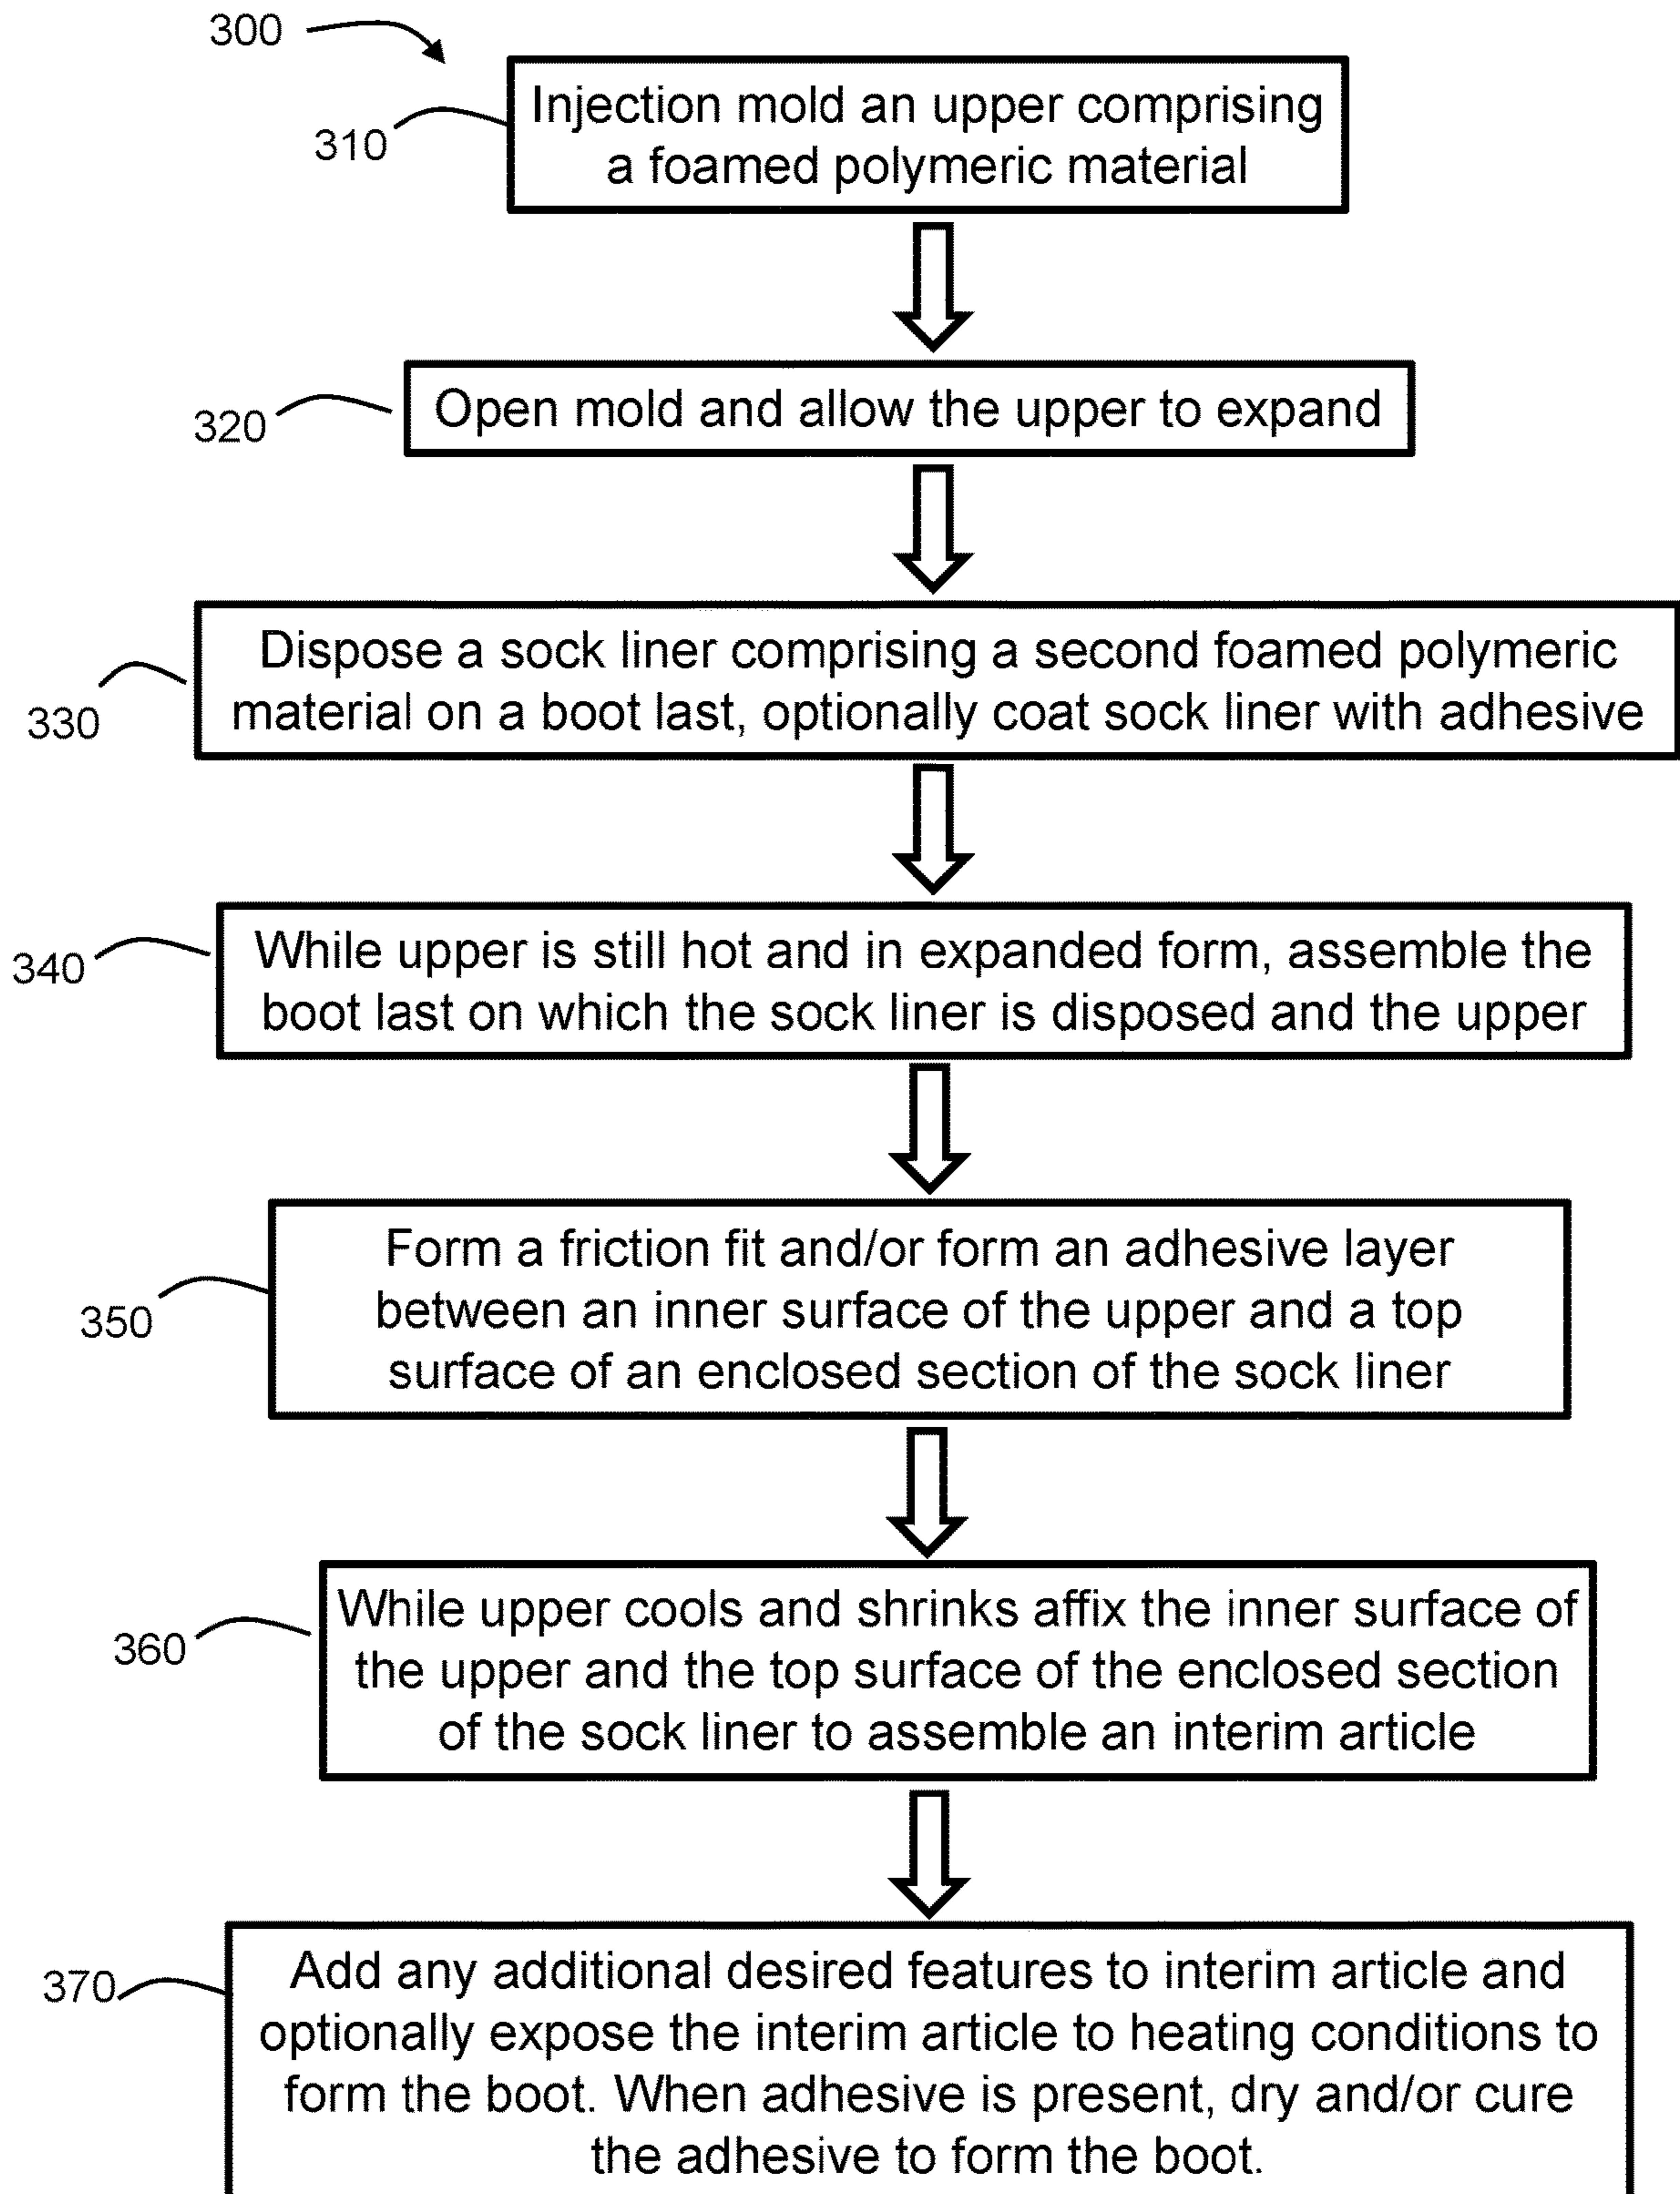 300
310
Injection mold an upper comprising
a foamed polymeric material
320
Open mold and allow the upper to expand
330
Dispose a sock liner comprising a second foamed polymeric
material on a boot last, optionally coat sock liner with adhesive
340
While upper is still hot and in expanded form, assemble the
boot last on which the sock liner is disposed and the upper
350
Form a friction fit and/or form an adhesive layer
between an inner surface of the upper and a top
surface of an enclosed section of the sock liner
360
While upper cools and shrinks affix the inner surface of
the upper and the top surface of the enclosed section
of the sock liner to assemble an interim article
370
Add any additional desired features to interim article and
optionally expose the interim article to heating conditions to
form the boot. When adhesive is present, dry and/or cure
the adhesive to form the boot.